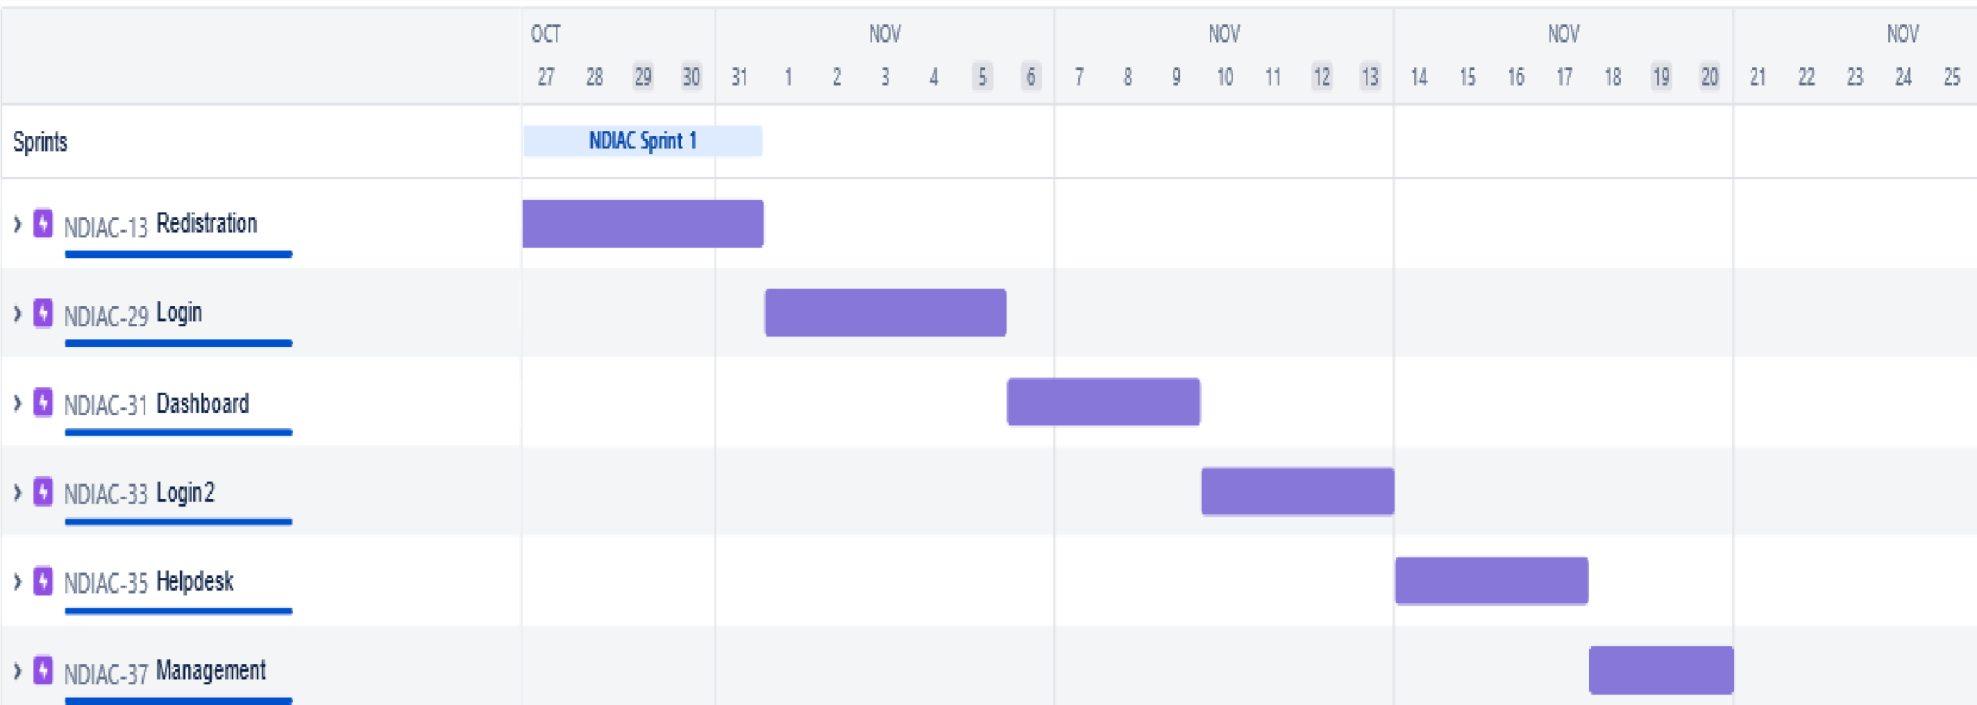 OCT NOV NOV NOV NOV
27 28 29 30 31 1 2 3 4 5 6 7 8 9 10 11 12 13 14 15 16 17 18 19 20 21 22 23 24 25
Sprints NDIAC Sprint 1
NDIAC-13 Redistration
NDIAC-29 Login
NDIAC-31 Dashboard
NDIAC-33 Login2
NDIAC-35 Helpdesk
NDIAC-37 Management